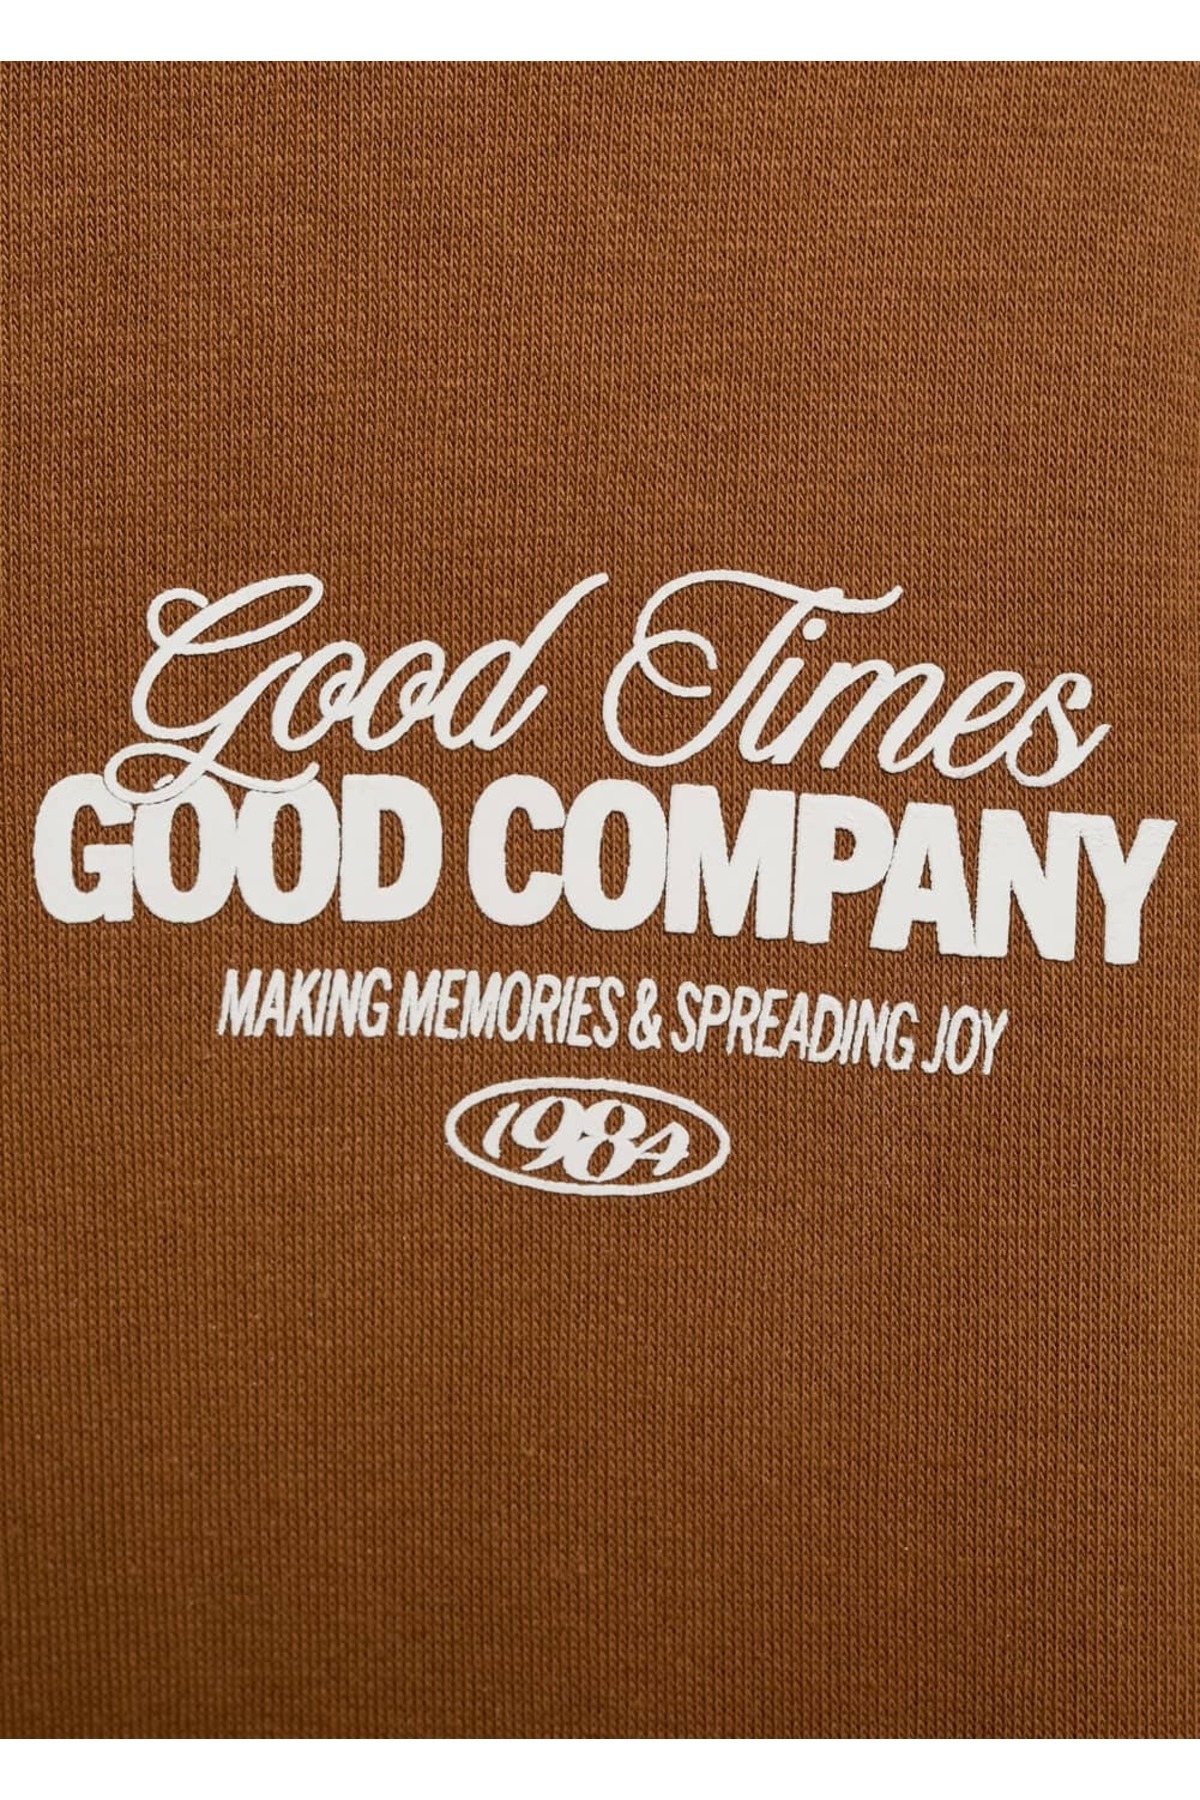 Good Times
GOOD COMPANY
MAKING MEMORIES & SPREADING JOY
1984